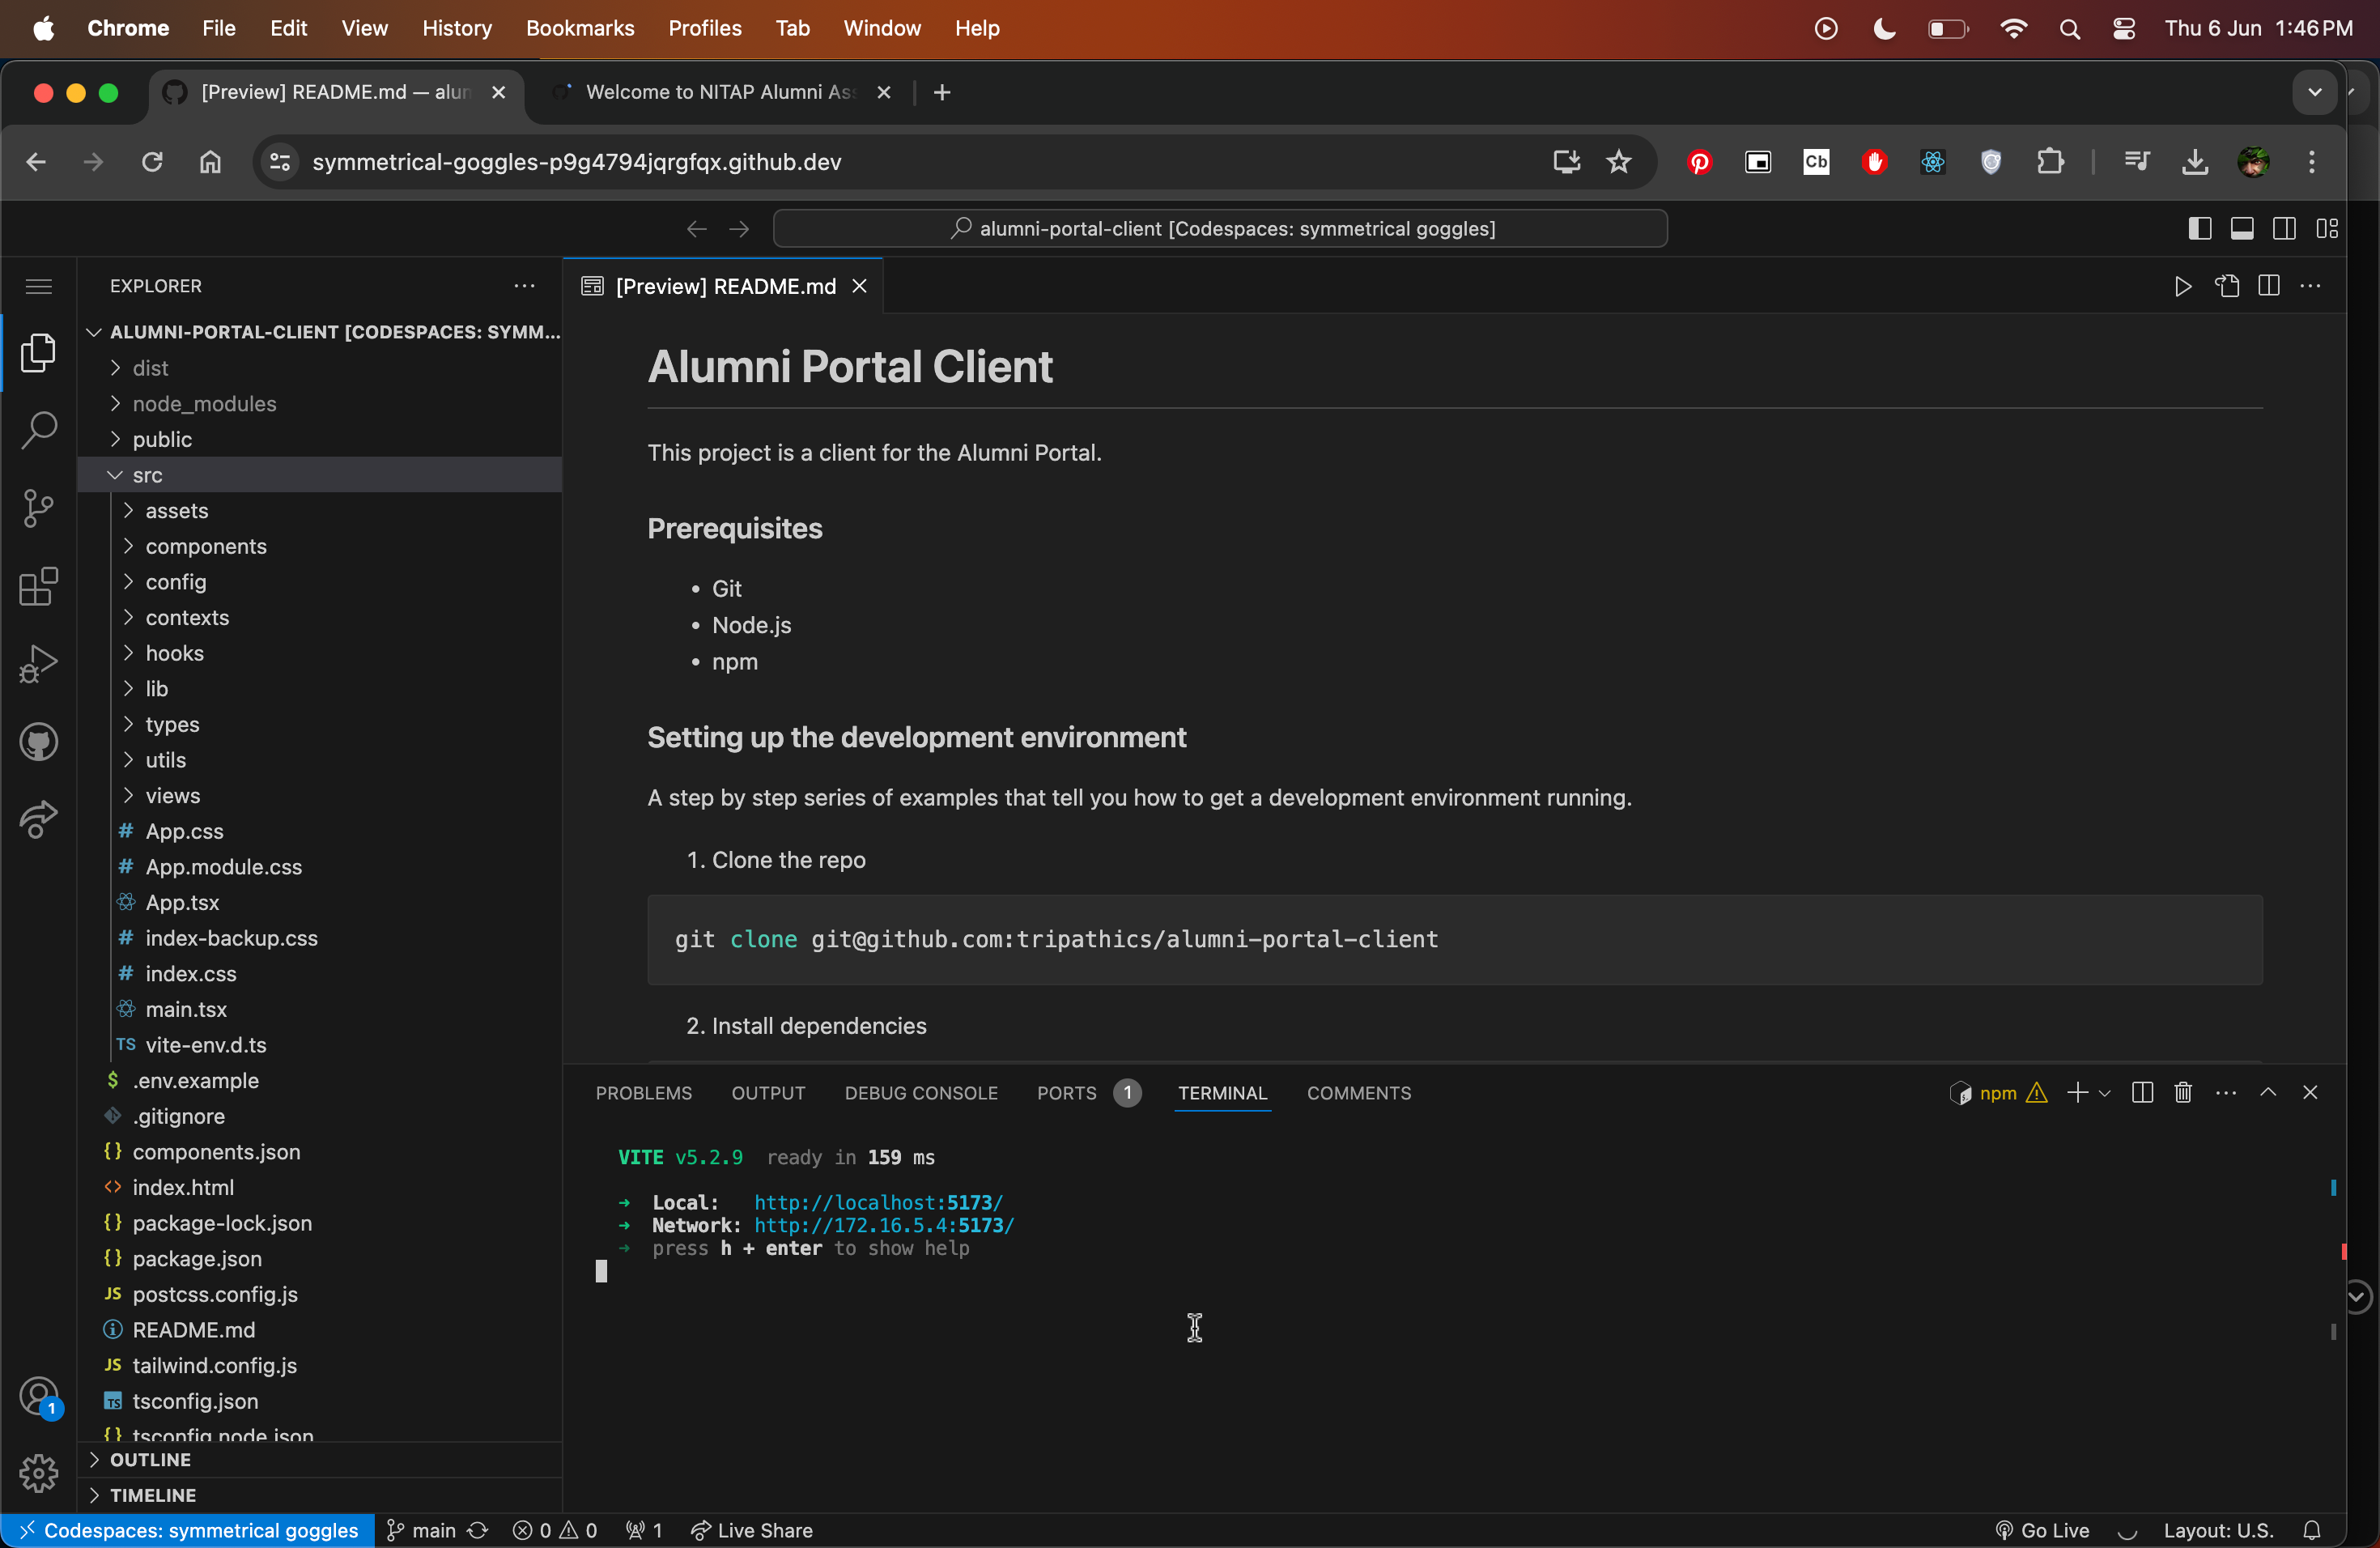 Chrome File Edit View History Bookmarks Profiles Tab Window Help Thu 6 Jun 1:46 PM
[Preview] README.md — alun
Welcome to NITAP Alumni Ass
symmetrical-goggles-p9g4794jqrgfqx.github.dev
Cb
alumni-portal-client [Codespaces: symmetrical goggles]
EXPLORER
[Preview] README.md
ALUMNI-PORTAL-CLIENT [CODESPACES: SYMM...
dist
node_modules
public
src
assets
components
config
contexts
hooks
lib
types
utils
views
# App.css
# App.module.css
App.tsx
# index-backup.css
# index.css
main.tsx
TS vite-env.d.ts
$ .env.example
.gitignore
{} components.json
<> index.html
{} package-lock.json
{} package.json
JS postcss.config.js
README.md
JS tailwind.config.js
TS tsconfig.json
{} tsconfig.node.json
OUTLINE
TIMELINE
1
Alumni Portal Client
This project is a client for the Alumni Portal.
Prerequisites
• Git
• Node.js
• npm
Setting up the development environment
A step by step series of examples that tell you how to get a development environment running.
1. Clone the repo
git clone git@github.com:tripathics/alumni-portal-client
2. Install dependencies
PROBLEMS OUTPUT DEBUG CONSOLE PORTS 1 TERMINAL COMMENTS npm
VITE v5.2.9 ready in 159 ms
➜ Local: http://localhost:5173/
➜ Network: http://172.16.5.4:5173/
➜ press h + enter to show help
Codespaces: symmetrical goggles main 0 0 1 Live Share Go Live Layout: U.S.